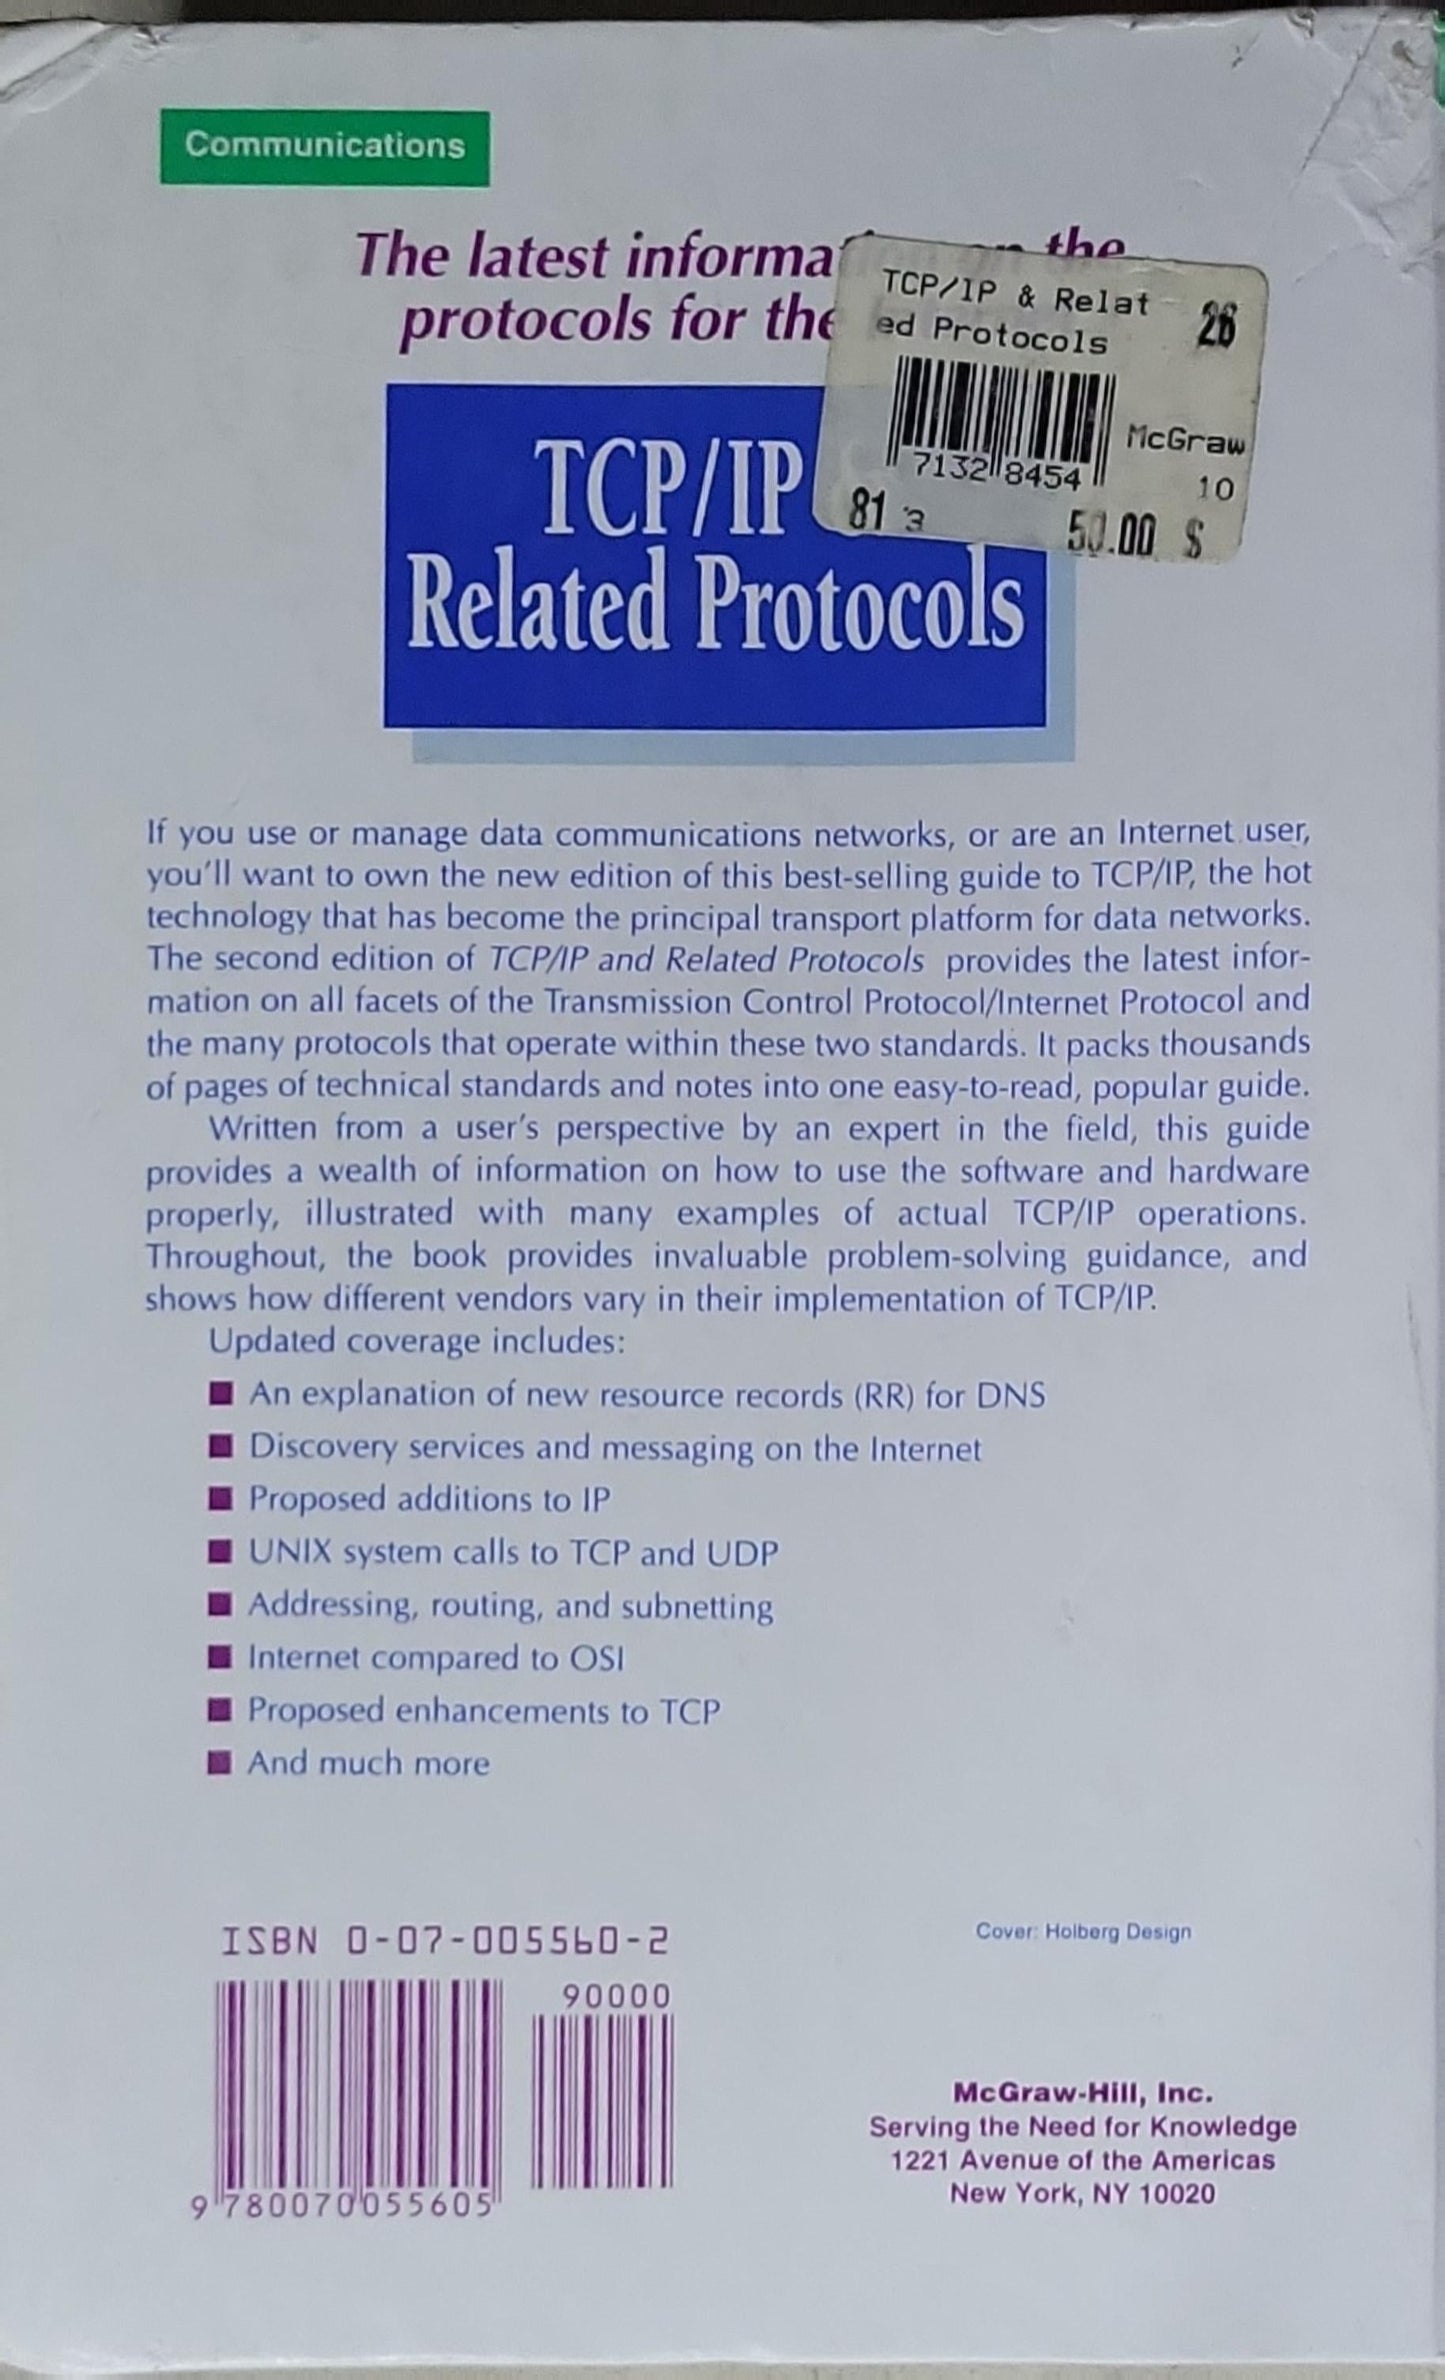 Communications
The latest informa the
protocols for the
TCP/IP & Relat
ed Protocols
26
7132 8454
McGraw
10
81 3
50.00 $
TCP/IP
Related Protocols
If you use or manage data communications networks, or are an Internet user,
you'll want to own the new edition of this best-selling guide to TCP/IP, the hot
technology that has become the principal transport platform for data networks.
The second edition of TCP/IP and Related Protocols provides the latest infor-
mation on all facets of the Transmission Control Protocol/Internet Protocol and
the many protocols that operate within these two standards. It packs thousands
of pages of technical standards and notes into one easy-to-read, popular guide.
Written from a user's perspective by an expert in the field, this guide
provides a wealth of information on how to use the software and hardware
properly, illustrated with many examples of actual TCP/IP operations.
Throughout, the book provides invaluable problem-solving guidance, and
shows how different vendors vary in their implementation of TCP/IP.
Updated coverage includes:
■ An explanation of new resource records (RR) for DNS
■ Discovery services and messaging on the Internet
■ Proposed additions to IP
■ UNIX system calls to TCP and UDP
■ Addressing, routing, and subnetting
■ Internet compared to OSI
■ Proposed enhancements to TCP
■ And much more
ISBN 0-07-005560-2
90000
9 780070 055605
Cover: Holberg Design
McGraw-Hill, Inc.
Serving the Need for Knowledge
1221 Avenue of the Americas
New York, NY 10020